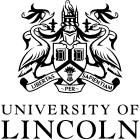 LIBERTAS SAPIENTIAM
PER
UNIVERSITY OF
LINCOLN